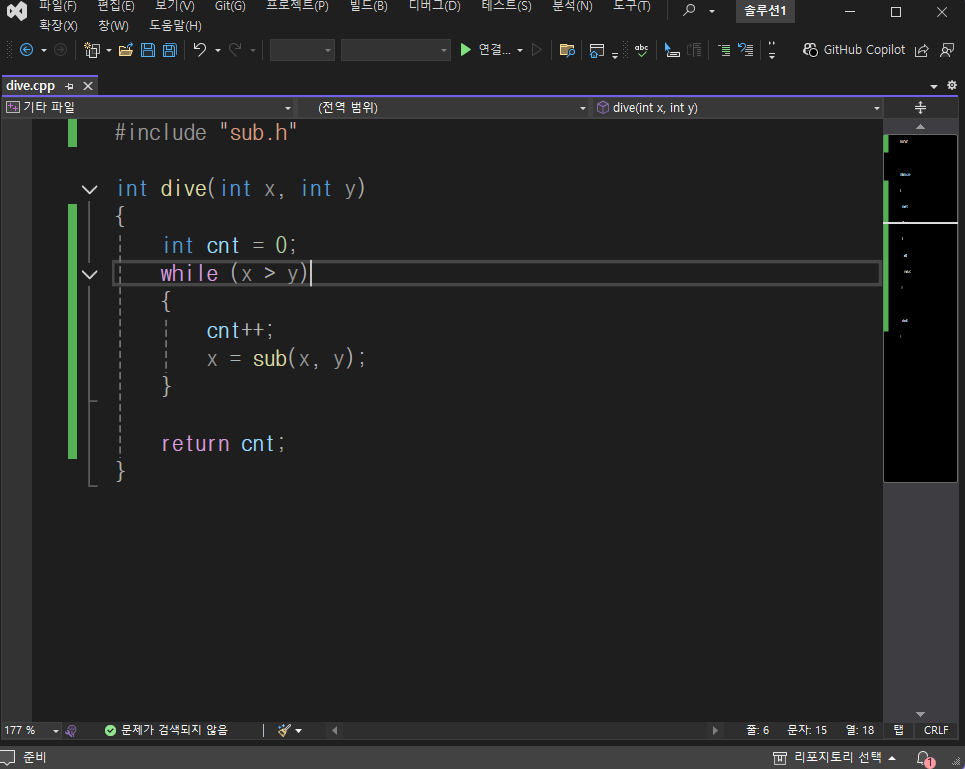 파일(F) 편집(E) 보기(V) Git(G) 프로젝트(P) 빌드(B) 디버그(D) 테스트(S) 분석(N) 도구(T) 솔루션1
확장(X) 창(W) 도움말(H)
연결... abc GitHub Copilot
dive.cpp
기타 파일 (전역 범위) dive(int x, int y)
#include "sub.h"
int dive(int x, int y)
{
int cnt = 0;
while (x > y)
{
cnt++;
x = sub(x, y);
}
return cnt;
}
177 % 문제가 검색되지 않음 줄: 6 문자: 15 열: 18 탭 CRLF
준비 리포지토리 선택 1